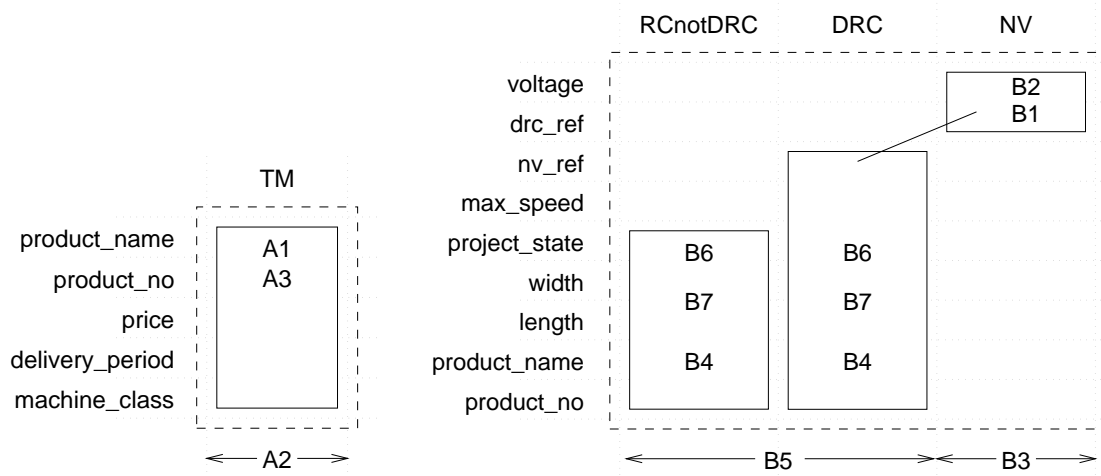 RCnotDRC DRC NV
voltage B2
drc_ref B1
nv_ref
TM
max_speed
product_name A1
project_state B6 B6
product_no A3
width
B7 B7
price
length
delivery_period
product_name B4 B4
machine_class
product_no
A2
B5 B3